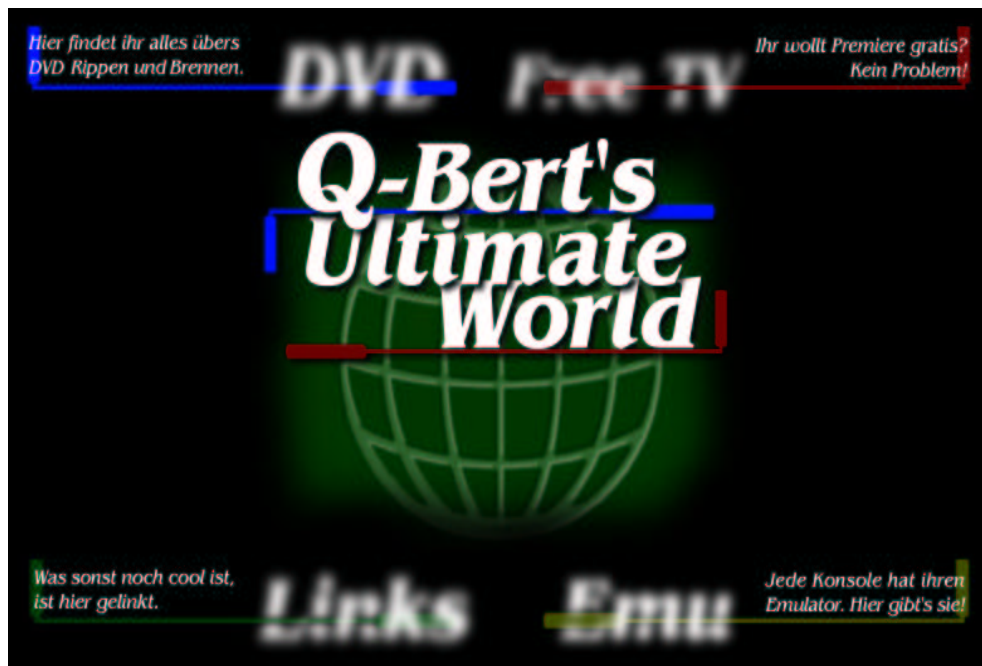 Hier findet ihr alles übers
DVD Rippen und Brennen.
DVD
Free TV
Ihr wollt Premiere gratis?
Kein Problem!
Q-Bert's
Ultimate
World
Was sonst noch cool ist,
ist hier gelinkt.
Links
Emu
Jede Konsole hat ihren
Emulator. Hier gibt's sie!